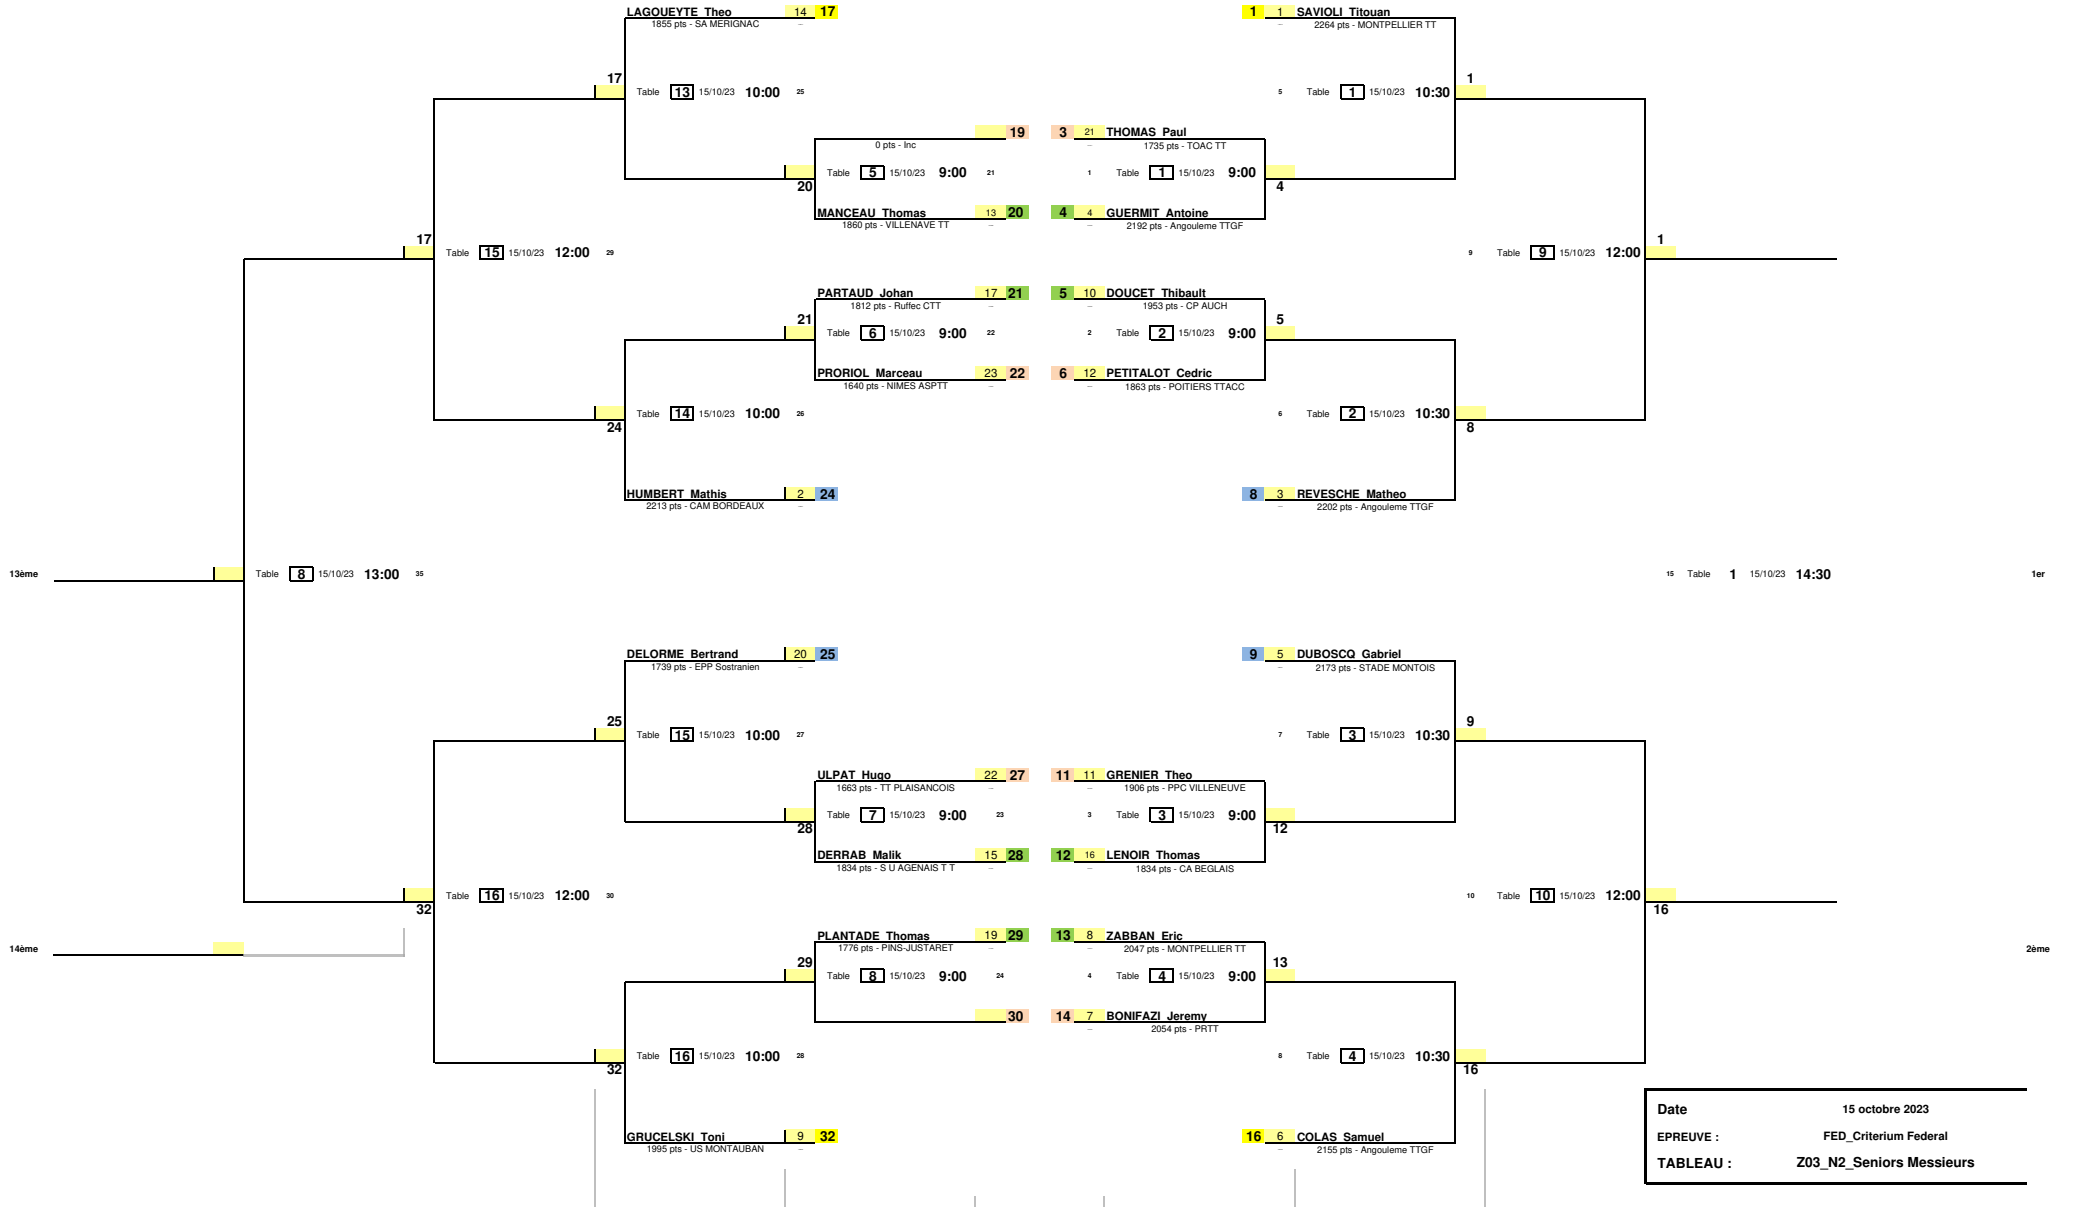 LAGOUEYTE Theo 14 17
1855 pts - SA MERIGNAC –
1 1 SAVIOLI Titouan
– 2264 pts - MONTPELLIER TT
17
Table 13 15/10/23 10:00 25
1
5 Table 1 15/10/23 10:30
19
0 pts - Inc
3 21 THOMAS Paul
– 1735 pts - TOAC TT
20
Table 5 15/10/23 9:00 21
1 Table 1 15/10/23 9:00
4
MANCEAU Thomas 13 20
1860 pts - VILLENAVE TT –
4 4 GUERMIT Antoine
– 2192 pts - Angouleme TTGF
17
Table 15 15/10/23 12:00 29
1
9 Table 9 15/10/23 12:00
PARTAUD Johan 17 21
1812 pts - Ruffec CTT –
5 10 DOUCET Thibault
– 1953 pts - CP AUCH
21
Table 6 15/10/23 9:00 22
5
2 Table 2 15/10/23 9:00
PRORIOL Marceau 23 22
1640 pts - NIMES ASPTT –
6 12 PETITALOT Cedric
– 1863 pts - POITIERS TTACC
24
Table 14 15/10/23 10:00 26
6 Table 2 15/10/23 10:30
8
HUMBERT Mathis 2 24
2213 pts - CAM BORDEAUX –
8 3 REVESCHE Matheo
– 2202 pts - Angouleme TTGF
13ème
Table 8 15/10/23 13:00 35
15 Table 1 15/10/23 14:30
1er
DELORME Bertrand 20 25
1739 pts - EPP Sostranien –
9 5 DUBOSCQ Gabriel
– 2173 pts - STADE MONTOIS
25
Table 15 15/10/23 10:00 27
9
7 Table 3 15/10/23 10:30
ULPAT Hugo 22 27
1663 pts - TT PLAISANCOIS –
11 11 GRENIER Theo
– 1906 pts - PPC VILLENEUVE
28
Table 7 15/10/23 9:00 23
3 Table 3 15/10/23 9:00
12
DERRAB Malik 15 28
1834 pts - S U AGENAIS T T –
12 16 LENOIR Thomas
– 1834 pts - CA BEGLAIS
32
Table 16 15/10/23 12:00 30
10 Table 10 15/10/23 12:00
16
14ème
2ème
PLANTADE Thomas 19 29
1776 pts - PINS-JUSTARET –
13 8 ZABBAN Eric
– 2047 pts - MONTPELLIER TT
29
Table 8 15/10/23 9:00 24
13
4 Table 4 15/10/23 9:00
30
14 7 BONIFAZI Jeremy
– 2054 pts - PRTT
32
Table 16 15/10/23 10:00 28
8 Table 4 15/10/23 10:30
16
GRUCELSKI Toni 9 32
1995 pts - US MONTAUBAN –
16 6 COLAS Samuel
– 2155 pts - Angouleme TTGF
Date 15 octobre 2023
EPREUVE : FED_Criterium Federal
TABLEAU : Z03_N2_Seniors Messieurs